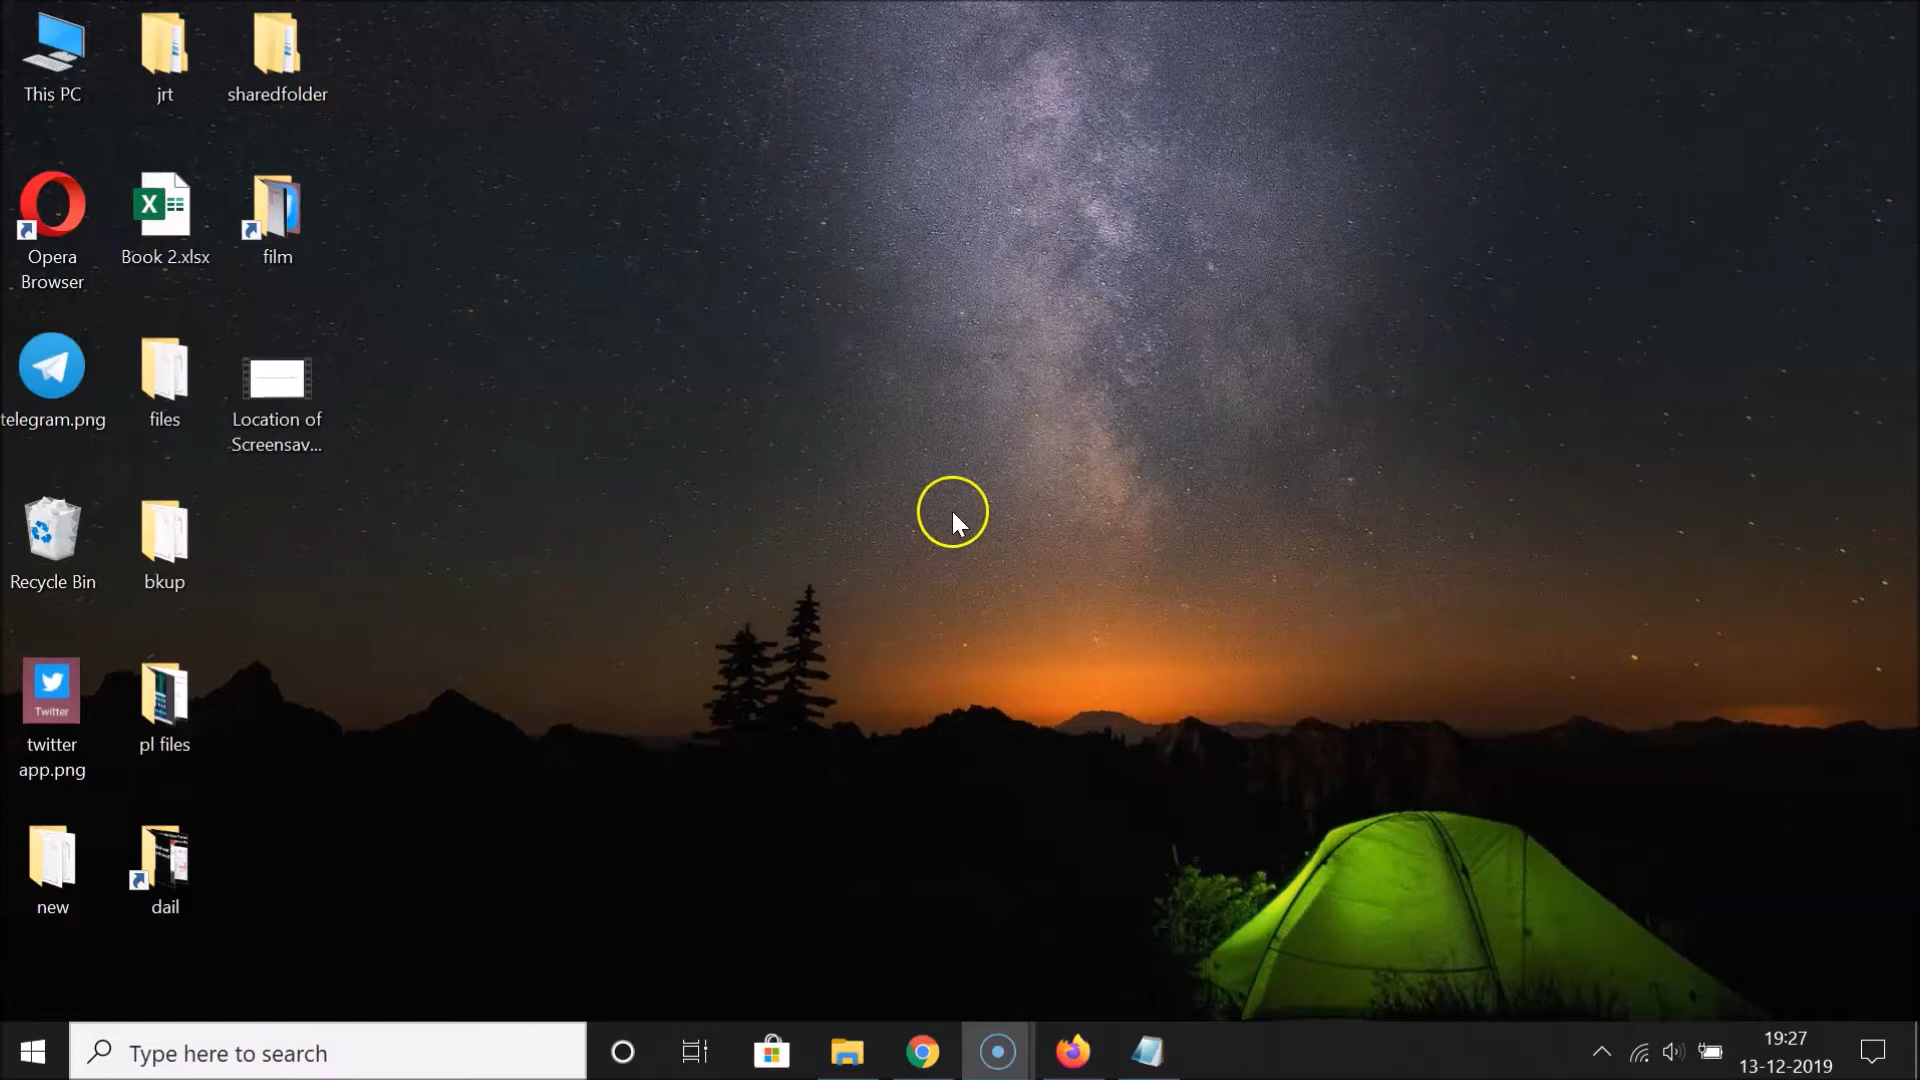 This PC
jrt
sharedfolder
Opera
Browser
Book 2.xlsx
film
telegram.png
files
Location of
Screensav...
Recycle Bin
bkup
Twitter
twitter
app.png
pl files
new
dail
Type here to search
19:27
13-12-2019